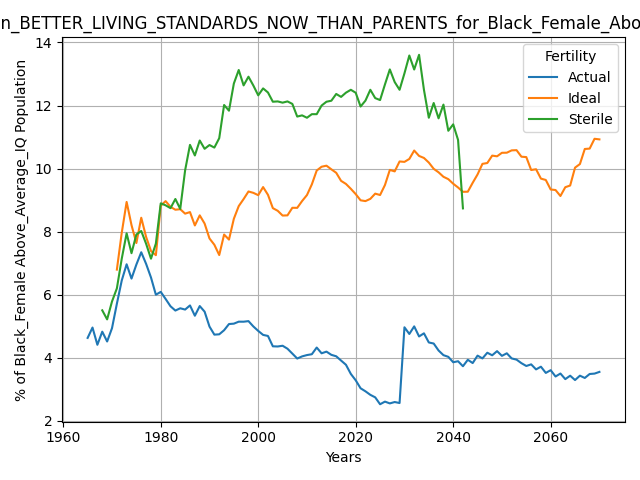 n_BETTER_LIVING_STANDARDS_NOW_THAN_PARENTS_for_Black_Female_Abo
14
12
10
8
6
4
2
% of Black_Female Above_Average_IQ Population
Fertility
Actual
Ideal
Sterile
1960
1980
2000
2020
2040
2060
Years